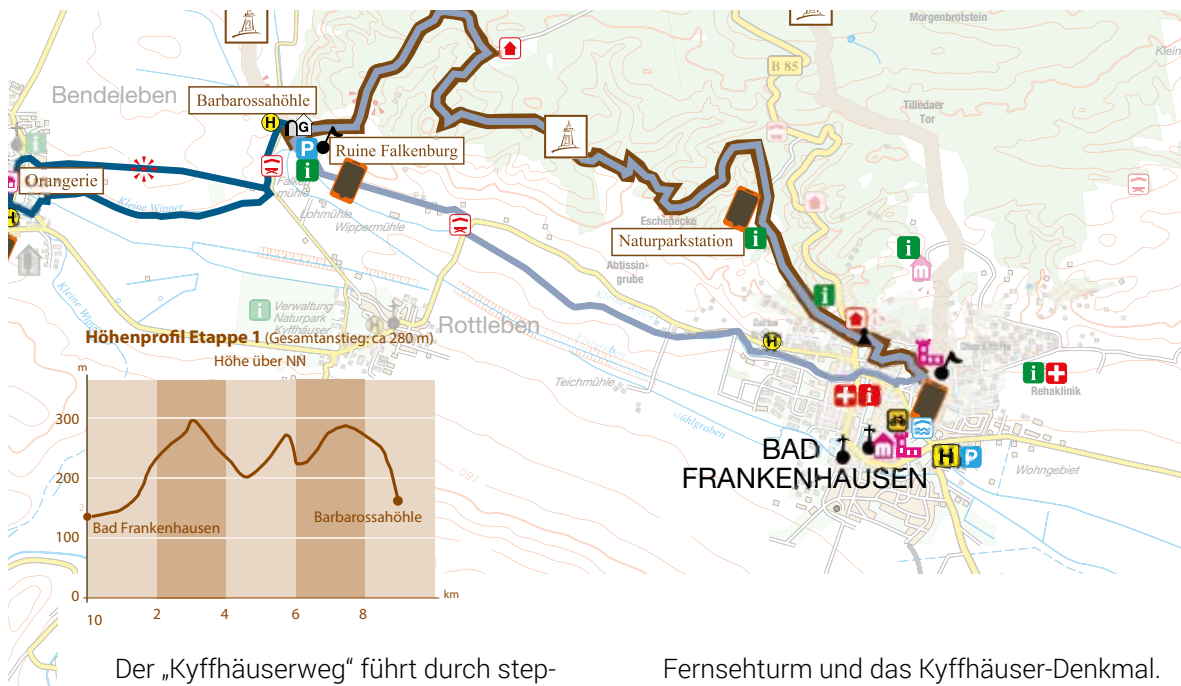 Morgenbrotstein
B 85
Bendeleben
Barbarossahöhle
H
G
Tilledaer
Tor
P
Ruine Falkenburg
i
Orangerie
Kleine Wipper
Lohmühle
Wippermühle
Eschenecke
Naturparkstation
Abtissin-
grube
H
i
Verwaltung
Naturpark
Kyffhäuser
H
Rottleben
Teichmühle
H
Rehaklinik
BAD
FRANKENHAUSEN
H P
Wohngebiet
180
Höhenprofil Etappe 1 (Gesamtanstieg: ca 280 m)
Höhe über NN
m
300
200
100
0
Bad Frankenhausen
Barbarossahöhle
km
10
2
4
6
8
Der „Kyffhäuserweg“ führt durch step-
Fernsehturm und das Kyffhäuser-Denkmal.